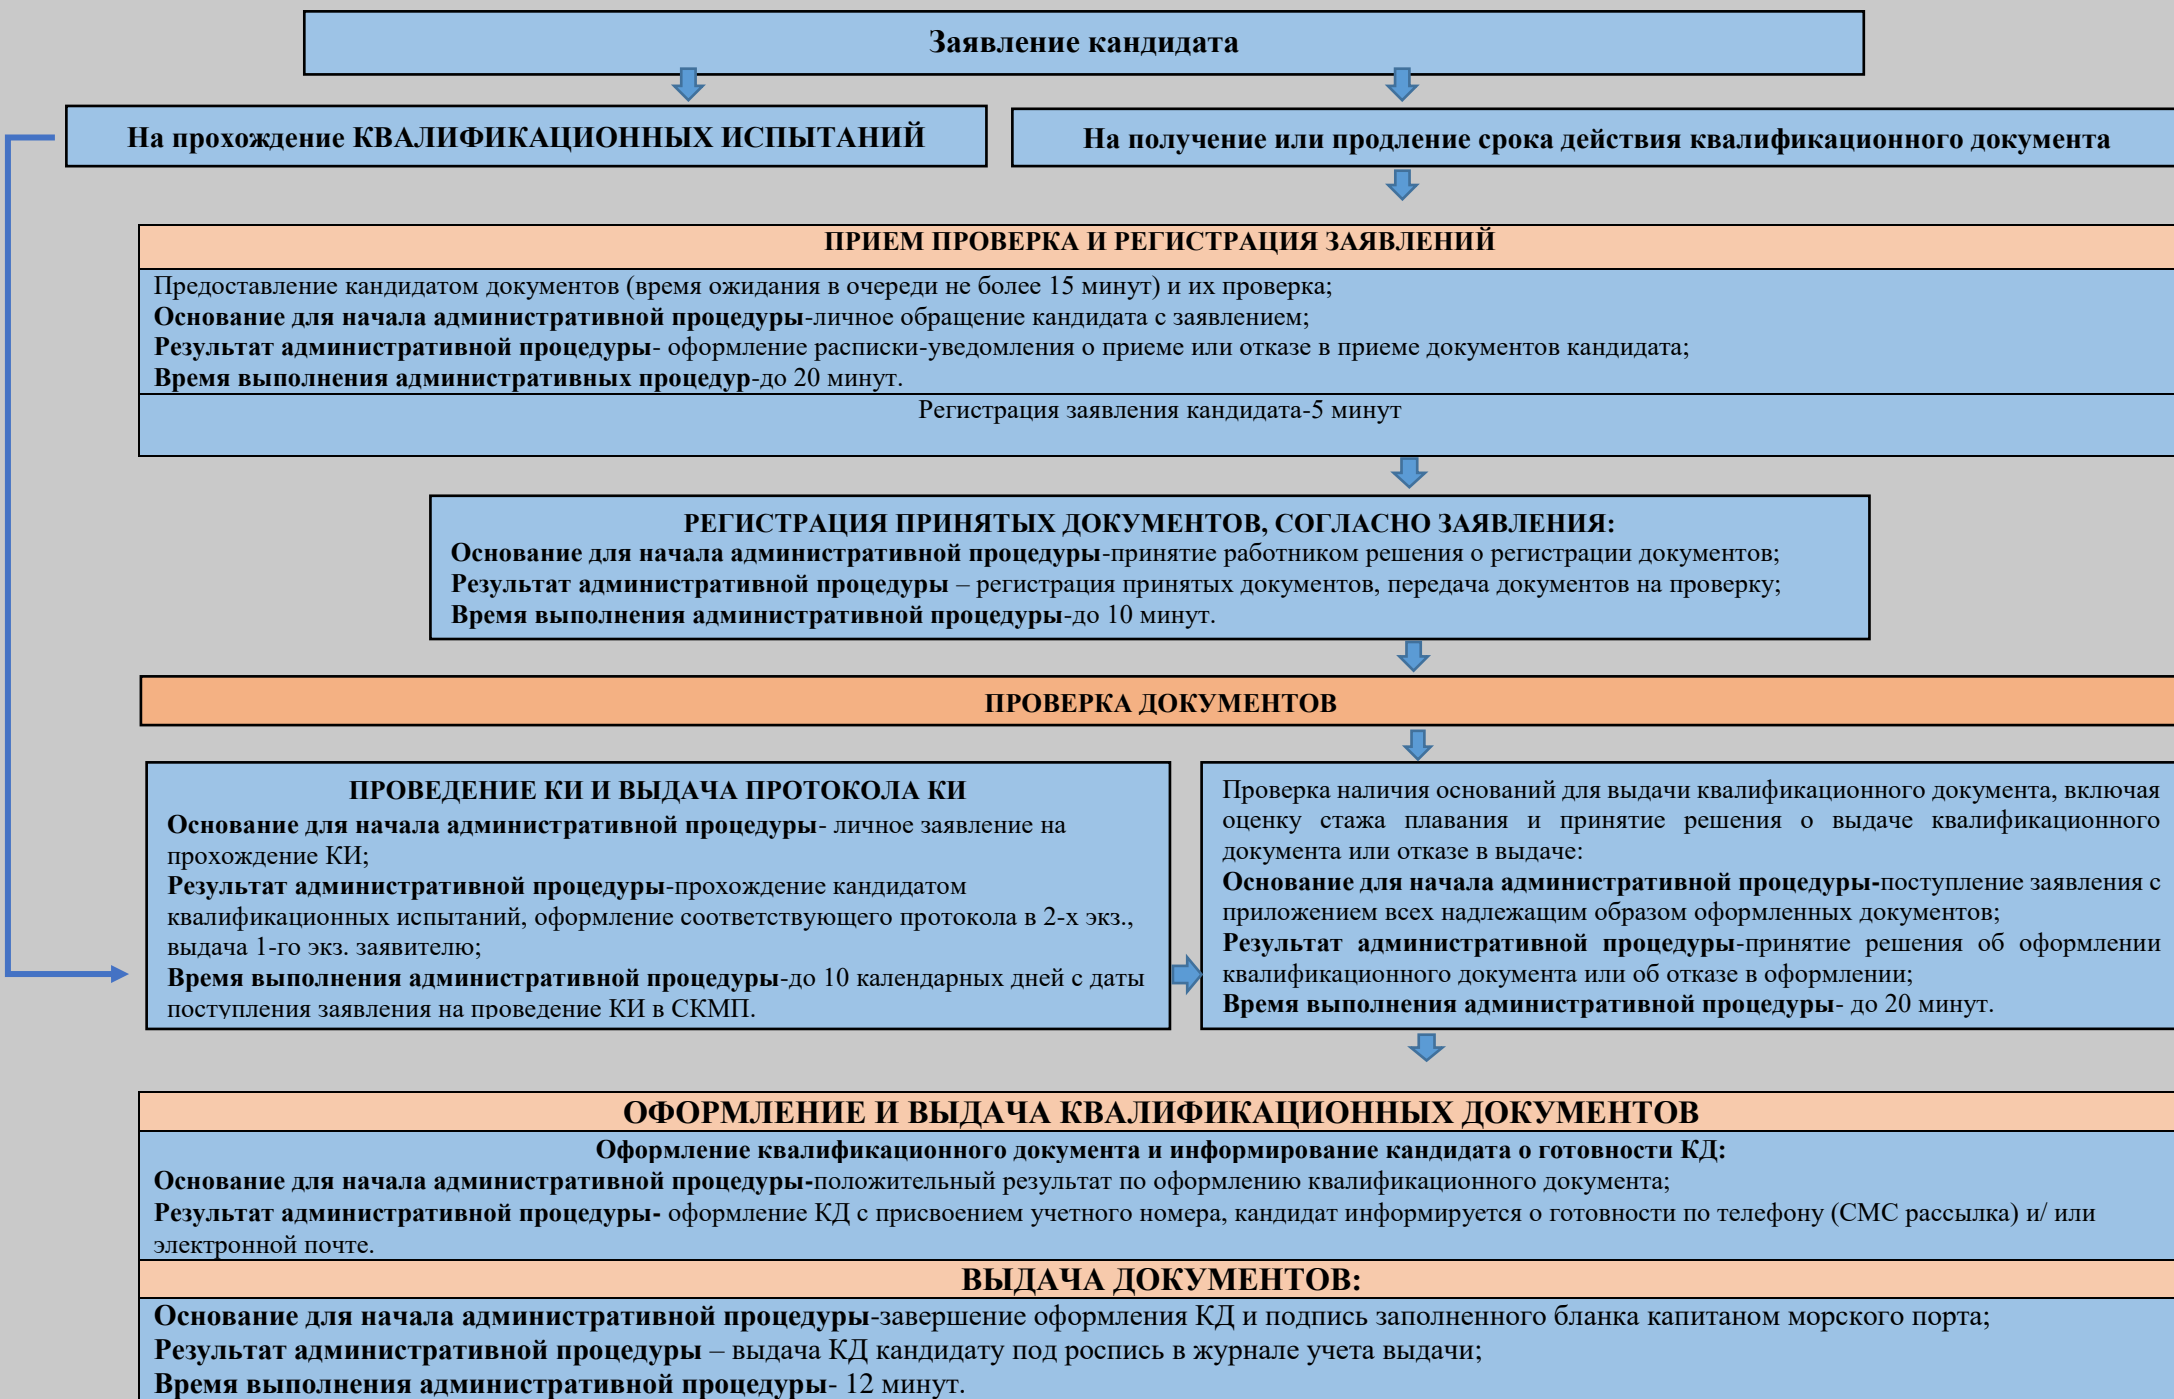 Заявление кандидата
На прохождение КВАЛИФИКАЦИОННЫХ ИСПЫТАНИЙ
На получение или продление срока действия квалификационного документа
ПРИЕМ ПРОВЕРКА И РЕГИСТРАЦИЯ ЗАЯВЛЕНИЙ
Предоставление кандидатом документов (время ожидания в очереди не более 15 минут) и их проверка;
Основание для начала административной процедуры-личное обращение кандидата с заявлением;
Результат административной процедуры- оформление расписки-уведомления о приеме или отказе в приеме документов кандидата;
Время выполнения административных процедур-до 20 минут.
Регистрация заявления кандидата-5 минут
РЕГИСТРАЦИЯ ПРИНЯТЫХ ДОКУМЕНТОВ, СОГЛАСНО ЗАЯВЛЕНИЯ:
Основание для начала административной процедуры-принятие работником решения о регистрации документов;
Результат административной процедуры – регистрация принятых документов, передача документов на проверку;
Время выполнения административной процедуры-до 10 минут.
ПРОВЕРКА ДОКУМЕНТОВ
ПРОВЕДЕНИЕ КИ И ВЫДАЧА ПРОТОКОЛА КИ
Основание для начала административной процедуры- личное заявление на
прохождение КИ;
Результат административной процедуры-прохождение кандидатом
квалификационных испытаний, оформление соответствующего протокола в 2-х экз.,
выдача 1-го экз. заявителю;
Время выполнения административной процедуры-до 10 календарных дней с даты
поступления заявления на проведение КИ в СКМП.
Проверка наличия оснований для выдачи квалификационного документа, включая
оценку стажа плавания и принятие решения о выдаче квалификационного
документа или отказе в выдаче:
Основание для начала административной процедуры-поступление заявления с
приложением всех надлежащим образом оформленных документов;
Результат административной процедуры-принятие решения об оформлении
квалификационного документа или об отказе в оформлении;
Время выполнения административной процедуры- до 20 минут.
ОФОРМЛЕНИЕ И ВЫДАЧА КВАЛИФИКАЦИОННЫХ ДОКУМЕНТОВ
Оформление квалификационного документа и информирование кандидата о готовности КД:
Основание для начала административной процедуры-положительный результат по оформлению квалификационного документа;
Результат административной процедуры- оформление КД с присвоением учетного номера, кандидат информируется о готовности по телефону (СМС рассылка) и/ или
электронной почте.
ВЫДАЧА ДОКУМЕНТОВ:
Основание для начала административной процедуры-завершение оформления КД и подпись заполненного бланка капитаном морского порта;
Результат административной процедуры – выдача КД кандидату под роспись в журнале учета выдачи;
Время выполнения административной процедуры- 12 минут.